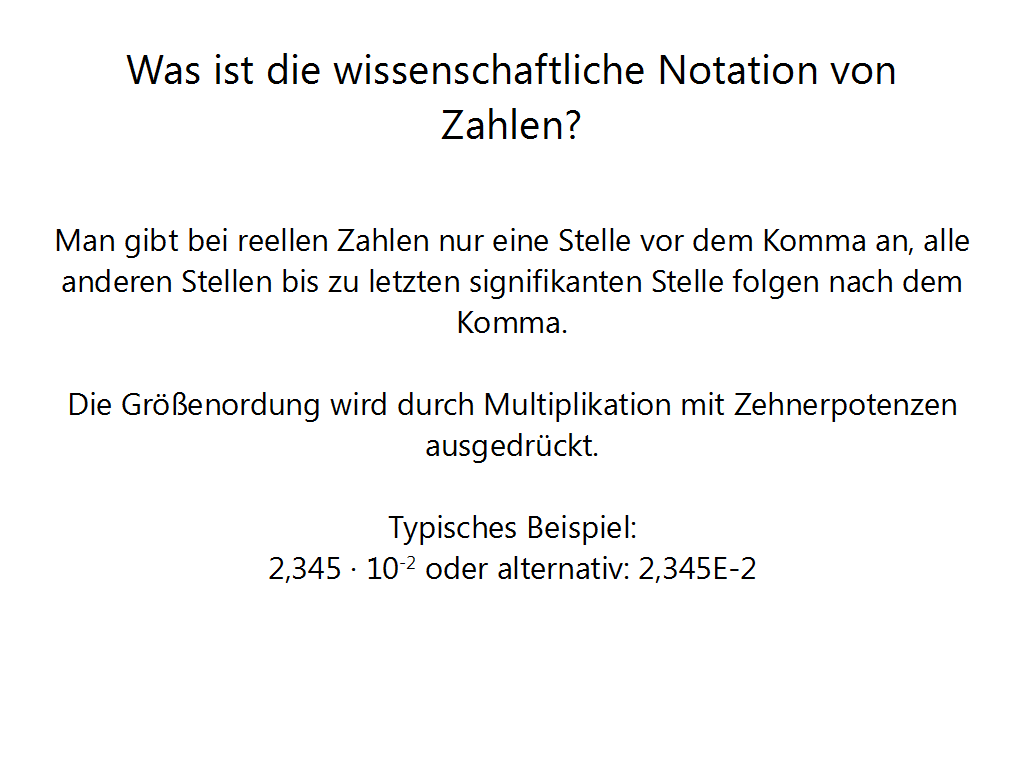 Was ist die wissenschaftliche Notation von
Zahlen?
Man gibt bei reellen Zahlen nur eine Stelle vor dem Komma an, alle
anderen Stellen bis zu letzten signifikanten Stelle folgen nach dem
Komma.
Die Größenordung wird durch Multiplikation mit Zehnerpotenzen
ausgedrückt.
Typisches Beispiel:
2,345 · 10⁻² oder alternativ: 2,345E-2